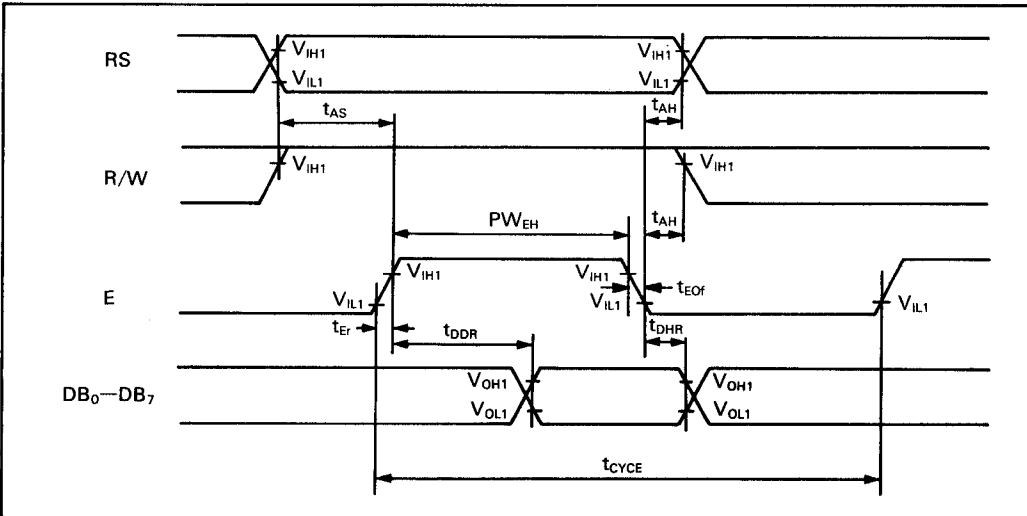 RS
V_IH1
V_IL1
V_IH1
V_IL1
t_AS
t_AH
R/W
V_IH1
V_IH1
PW_EH
t_AH
E
V_IL1
V_IH1
V_IH1
V_IL1
t_EOf
V_IL1
t_Er
t_DDR
t_DHR
DB₀—DB₇
V_OH1
V_OL1
V_OH1
V_OL1
t_CYCE